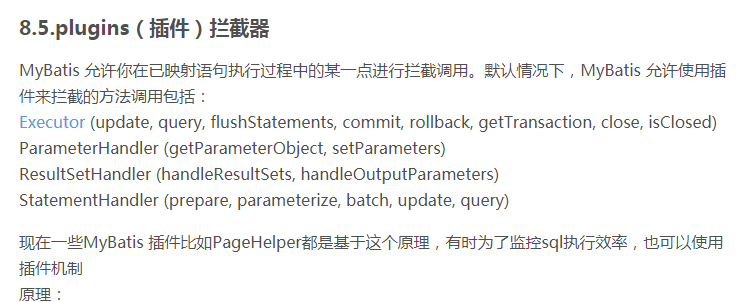 8.5.plugins（插件）拦截器
MyBatis 允许你在已映射语句执行过程中的某一点进行拦截调用。默认情况下，MyBatis 允许使用插
件来拦截的方法调用包括：
Executor (update, query, flushStatements, commit, rollback, getTransaction, close, isClosed)
ParameterHandler (getParameterObject, setParameters)
ResultSetHandler (handleResultSets, handleOutputParameters)
StatementHandler (prepare, parameterize, batch, update, query)
现在一些MyBatis 插件比如PageHelper都是基于这个原理，有时为了监控sql执行效率，也可以使用
插件机制
原理：